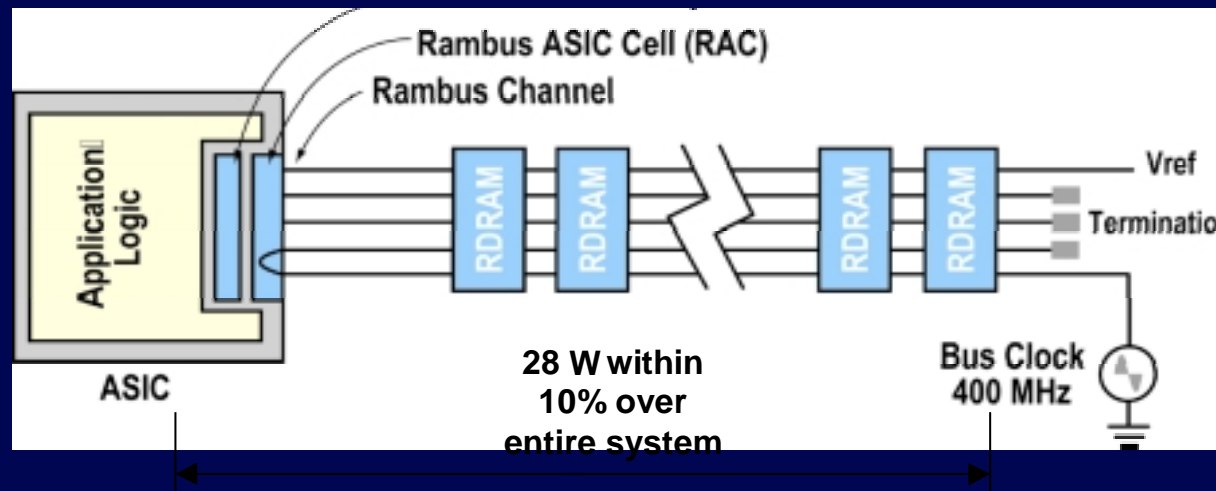 Rambus ASIC Cell (RAC)
Rambus Channel
Application
Logic
RDRAM
RDRAM
RDRAM
RDRAM
Vref
Terminatio
ASIC
28 W within
10% over
entire system
Bus Clock
400 MHz